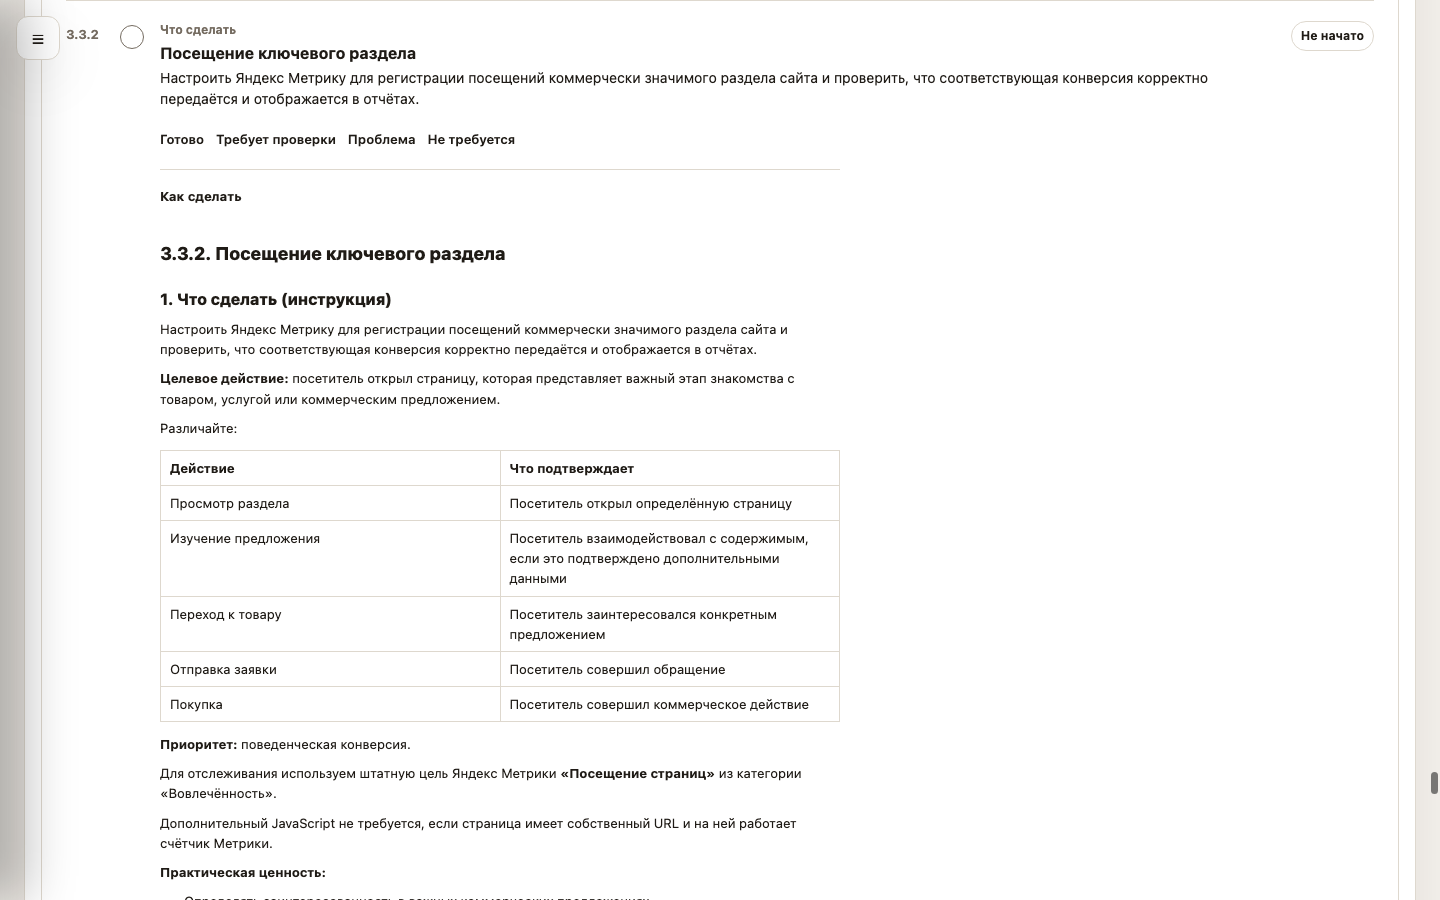 3.3.2
Что сделать
Не начато
Посещение ключевого раздела
Настроить Яндекс Метрику для регистрации посещений коммерчески значимого раздела сайта и проверить, что соответствующая конверсия корректно
передаётся и отображается в отчётах.
Готово Требует проверки Проблема Не требуется
Как сделать
3.3.2. Посещение ключевого раздела
1. Что сделать (инструкция)
Настроить Яндекс Метрику для регистрации посещений коммерчески значимого раздела сайта и
проверить, что соответствующая конверсия корректно передаётся и отображается в отчётах.
Целевое действие: посетитель открыл страницу, которая представляет важный этап знакомства с
товаром, услугой или коммерческим предложением.
Различайте:
Действие Что подтверждает
Просмотр раздела Посетитель открыл определённую страницу
Изучение предложения Посетитель взаимодействовал с содержимым,
если это подтверждено дополнительными
данными
Переход к товару Посетитель заинтересовался конкретным
предложением
Отправка заявки Посетитель совершил обращение
Покупка Посетитель совершил коммерческое действие
Приоритет: поведенческая конверсия.
Для отслеживания используем штатную цель Яндекс Метрики «Посещение страниц» из категории
«Вовлечённость».
Дополнительный JavaScript не требуется, если страница имеет собственный URL и на ней работает
счётчик Метрики.
Практическая ценность: